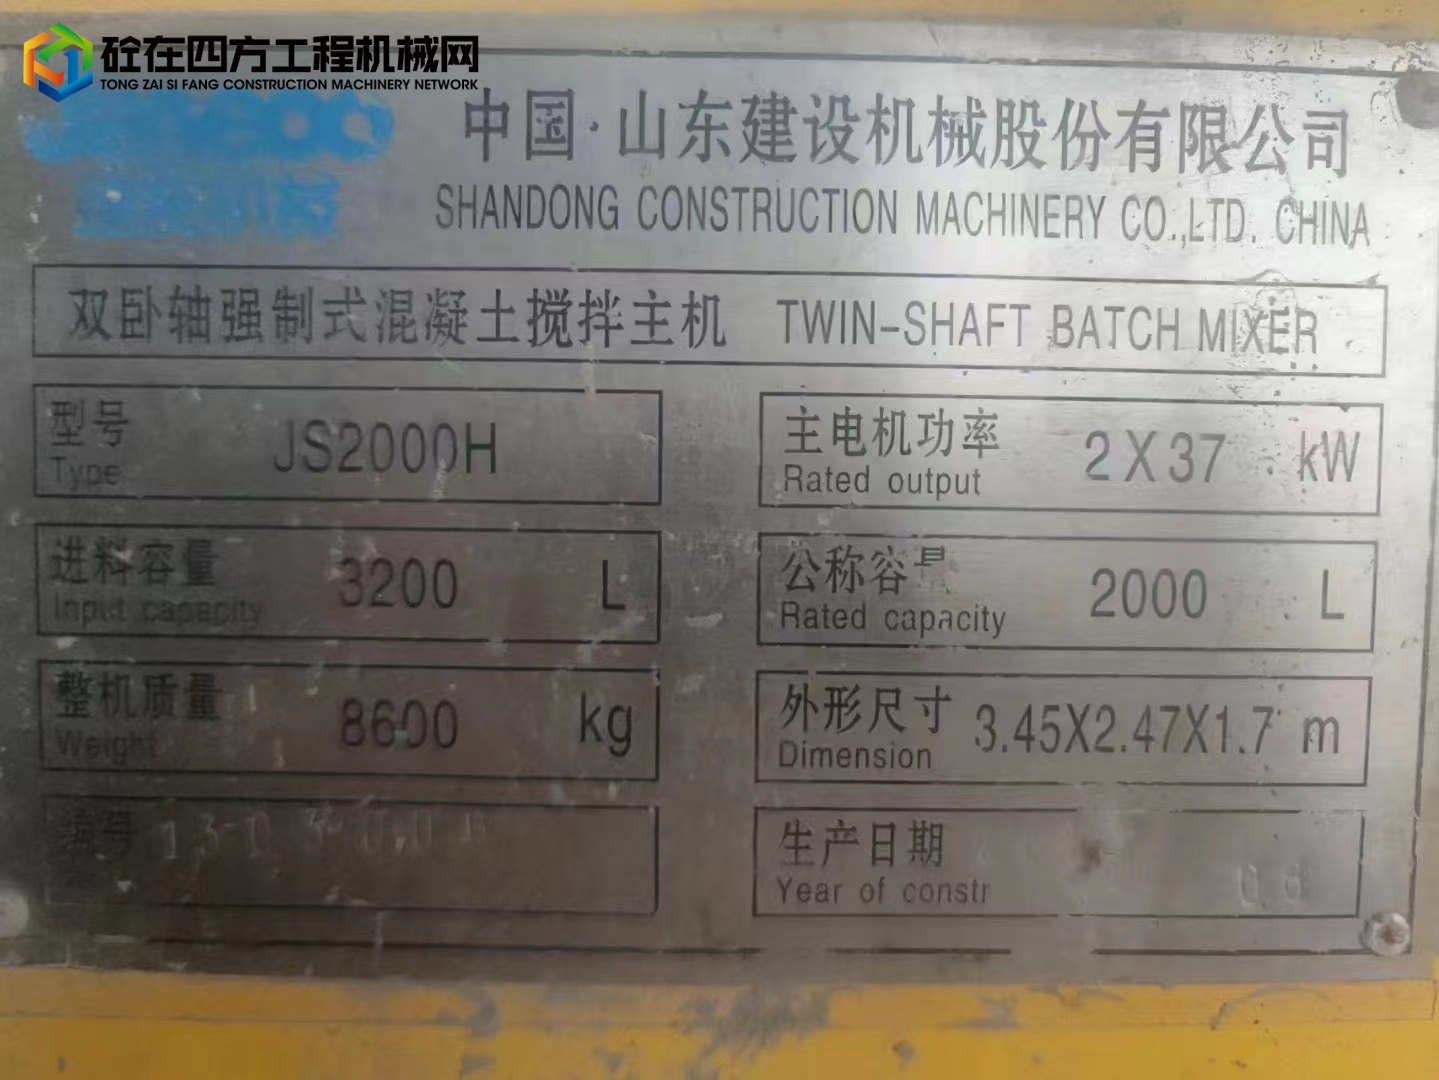 砼在四方工程机械网
TONG ZAI SI FANG CONSTRUCTION MACHINERY NETWORK
中国·山东建设机械股份有限公司
SHANDONG CONSTRUCTION MACHINERY CO.,LTD. CHINA
双卧轴强制式混凝土搅拌主机 TWIN-SHAFT BATCH MIXER
型号 JS2000H
Type
主电机功率 2X37 kW
Rated output
进料容量 3200 L
Input capacity
公称容量 2000 L
Rated capacity
整机质量 8600 kg
Weight
外形尺寸 3.45X2.47X1.7 m
Dimension
编号
生产日期
Year of constr